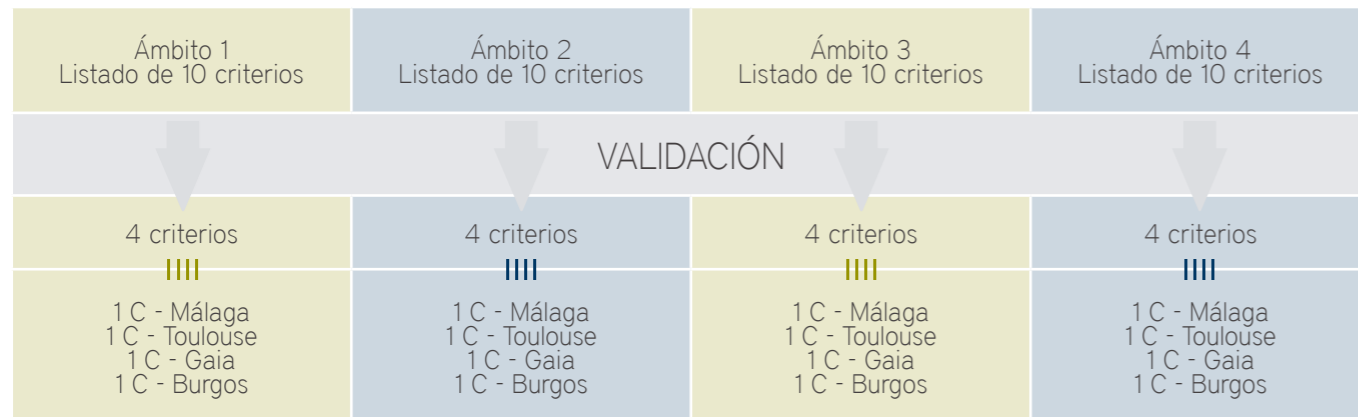 Ámbito 1
Listado de 10 criterios
Ámbito 2
Listado de 10 criterios
Ámbito 3
Listado de 10 criterios
Ámbito 4
Listado de 10 criterios
VALIDACIÓN
4 criterios
4 criterios
4 criterios
4 criterios
1 C - Málaga
1 C - Toulouse
1 C - Gaia
1 C - Burgos
1 C - Málaga
1 C - Toulouse
1 C - Gaia
1 C - Burgos
1 C - Málaga
1 C - Toulouse
1 C - Gaia
1 C - Burgos
1 C - Málaga
1 C - Toulouse
1 C - Gaia
1 C - Burgos